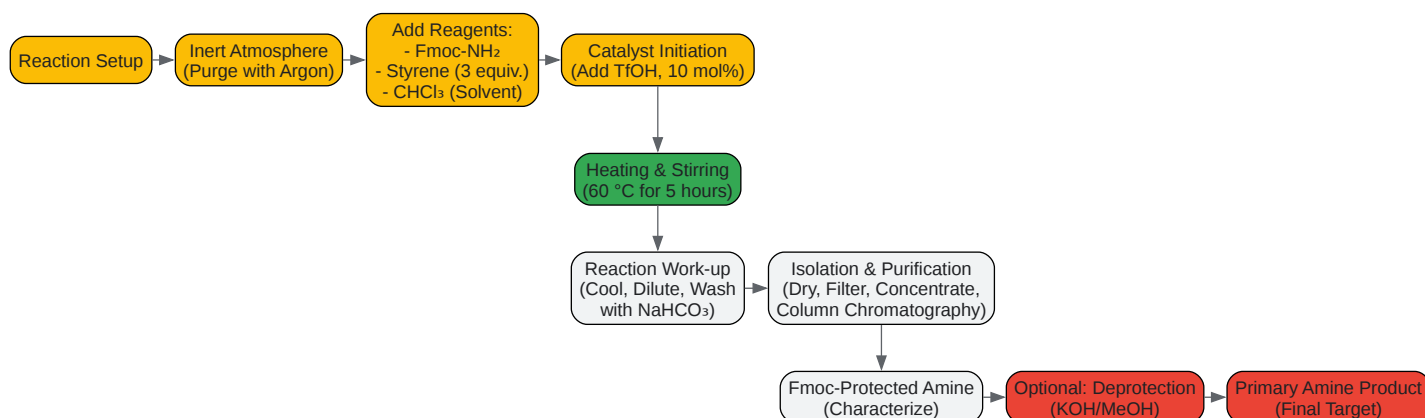 Reaction Setup
Inert Atmosphere
(Purge with Argon)
Add Reagents:
- Fmoc-NH₂
- Styrene (3 equiv.)
- CHCl₃ (Solvent)
Catalyst Initiation
(Add TfOH, 10 mol%)
Heating & Stirring
(60 °C for 5 hours)
Reaction Work-up
(Cool, Dilute, Wash
with NaHCO₃)
Isolation & Purification
(Dry, Filter, Concentrate,
Column Chromatography)
Fmoc-Protected Amine
(Characterize)
Optional: Deprotection
(KOH/MeOH)
Primary Amine Product
(Final Target)